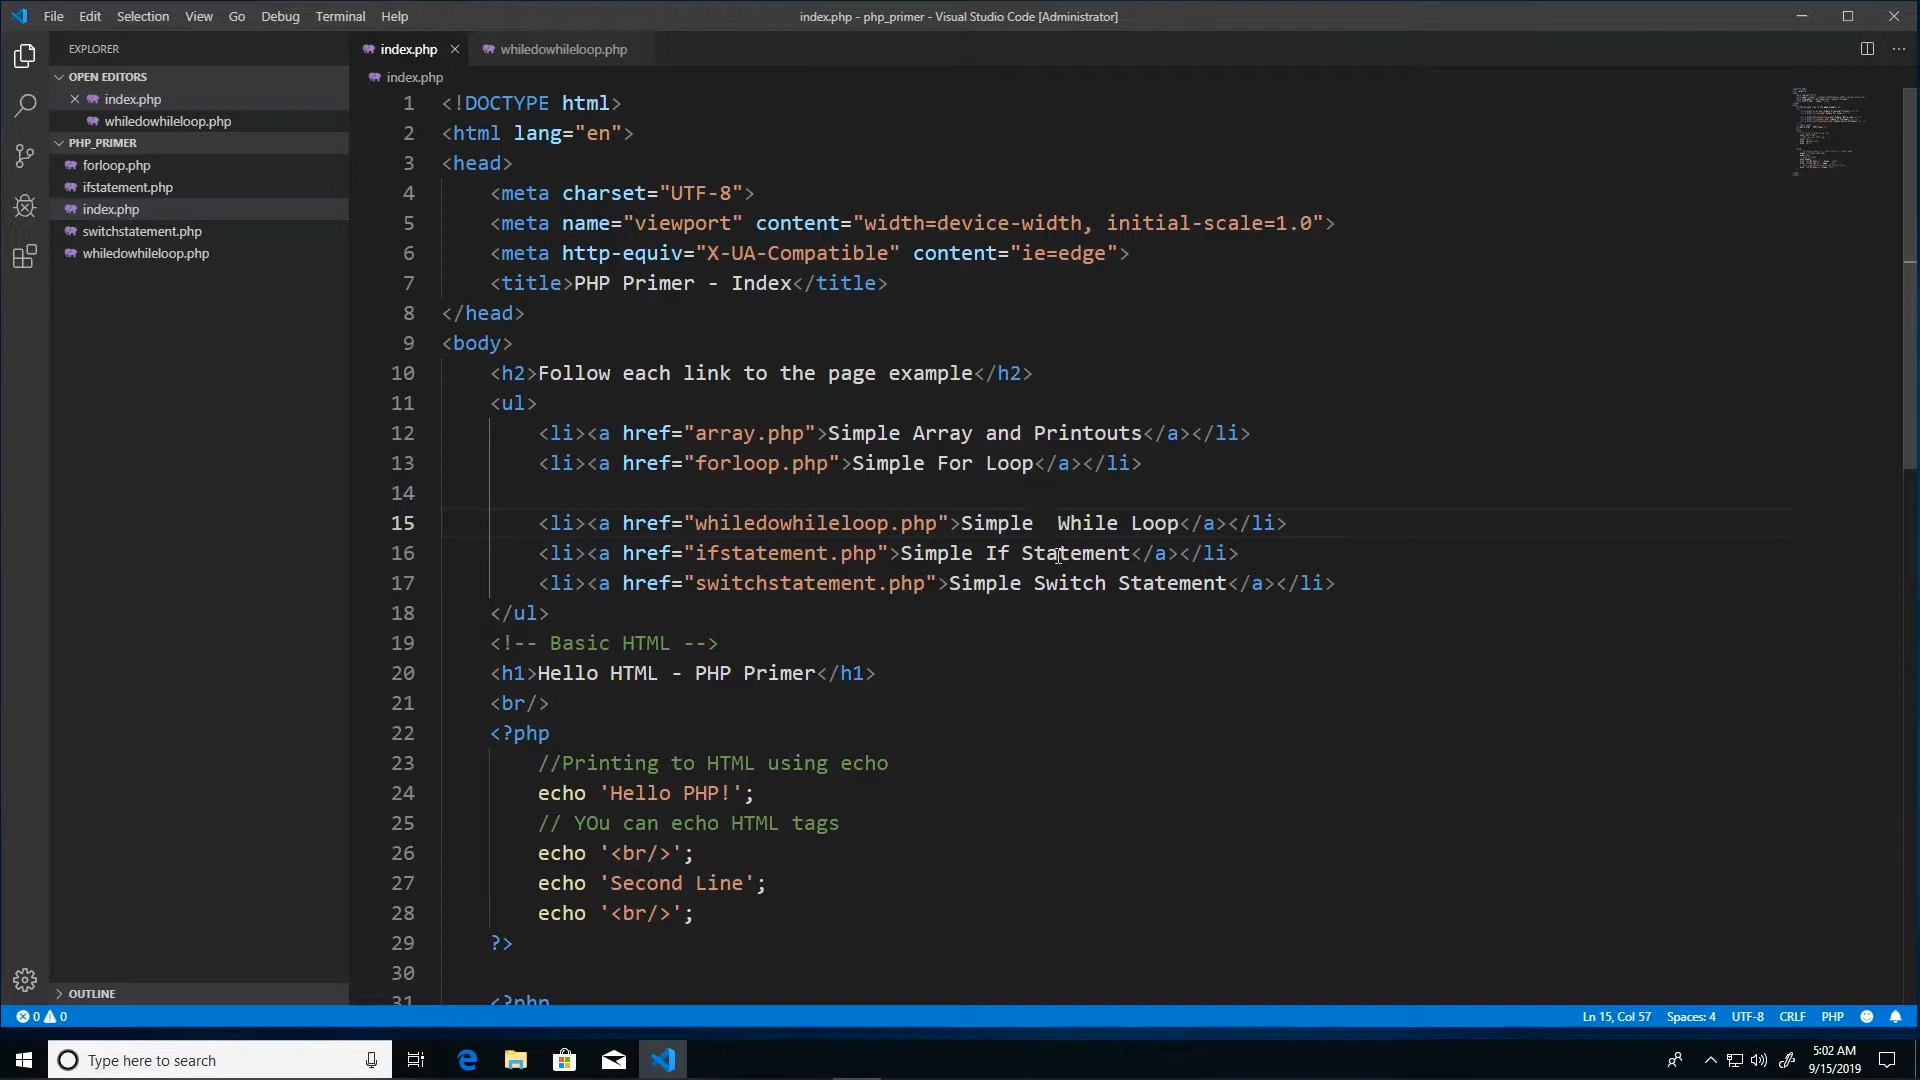 File Edit Selection View Go Debug Terminal Help
index.php - php_primer - Visual Studio Code [Administrator]
EXPLORER
OPEN EDITORS
index.php
whiledowhileloop.php
PHP_PRIMER
forloop.php
ifstatement.php
index.php
switchstatement.php
whiledowhileloop.php
OUTLINE
index.php whiledowhileloop.php
index.php
1 <!DOCTYPE html>
2 <html lang="en">
3 <head>
4 <meta charset="UTF-8">
5 <meta name="viewport" content="width=device-width, initial-scale=1.0">
6 <meta http-equiv="X-UA-Compatible" content="ie=edge">
7 <title>PHP Primer - Index</title>
8 </head>
9 <body>
10 <h2>Follow each link to the page example</h2>
11 <ul>
12 <li><a href="array.php">Simple Array and Printouts</a></li>
13 <li><a href="forloop.php">Simple For Loop</a></li>
14
15 <li><a href="whiledowhileloop.php">Simple  While Loop</a></li>
16 <li><a href="ifstatement.php">Simple If Statement</a></li>
17 <li><a href="switchstatement.php">Simple Switch Statement</a></li>
18 </ul>
19 <!-- Basic HTML -->
20 <h1>Hello HTML - PHP Primer</h1>
21 <br/>
22 <?php
23 //Printing to HTML using echo
24 echo 'Hello PHP!';
25 // YOu can echo HTML tags
26 echo '<br/>';
27 echo 'Second Line';
28 echo '<br/>';
29 ?>
30
31 <?php
0 0
Ln 15, Col 57 Spaces: 4 UTF-8 CRLF PHP
Type here to search
5:02 AM
9/15/2019